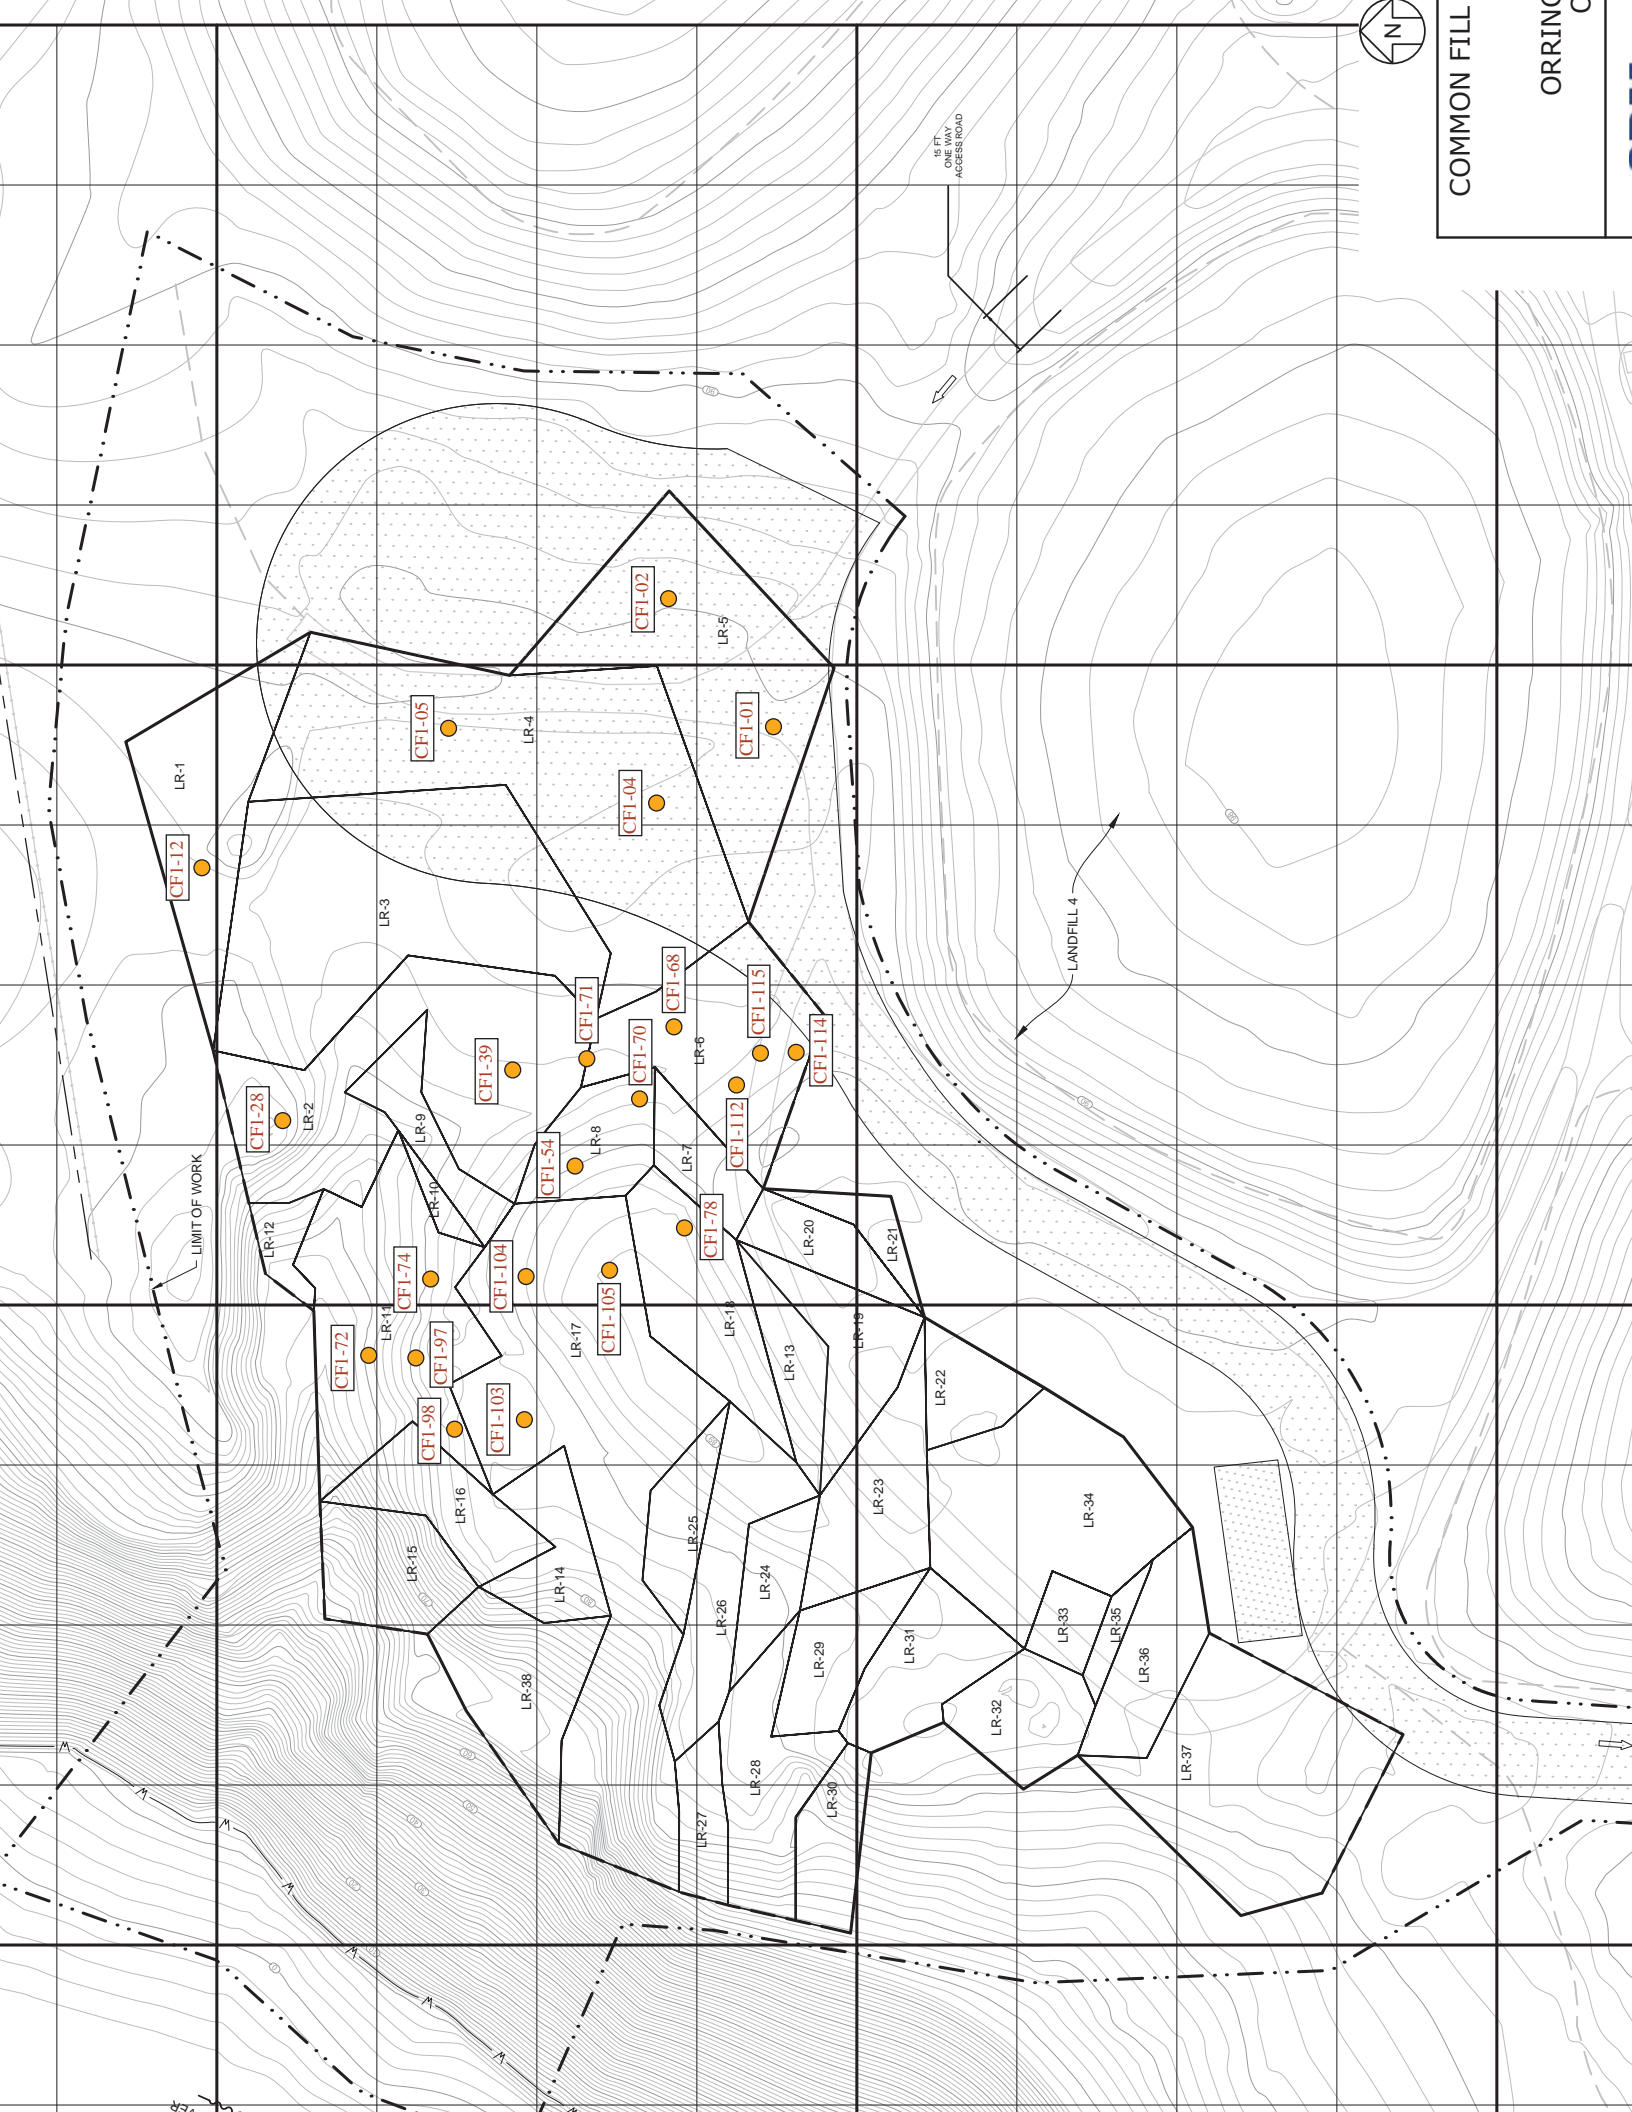 N
COMMON FILL
ORRING
15 FT
ONE WAY
ACCESS ROAD
CF1-02
LR-5
CF1-05
LR-4
CF1-01
LR-1
CF1-04
CF1-12
LR-3
LANDFILL 4
CF1-68
CF1-71
CF1-115
CF1-70
LR-6
CF1-114
CF1-39
CF1-28
LR-2
LR-9
CF1-112
LR-8
CF1-54
LR-7
LIMIT OF WORK
LR-10
CF1-78
LR-12
LR-20
LR-21
CF1-74
CF1-104
CF1-105
LR-11
LR-17
LR-18
LR-19
CF1-72
CF1-97
LR-13
LR-22
CF1-98
CF1-103
LR-16
LR-23
LR-34
LR-25
LR-15
LR-14
LR-24
LR-26
LR-33
LR-35
LR-29
LR-31
LR-36
LR-38
LR-32
LR-37
LR-28
LR-30
LR-27
W
W
W
W
W
W
W
W